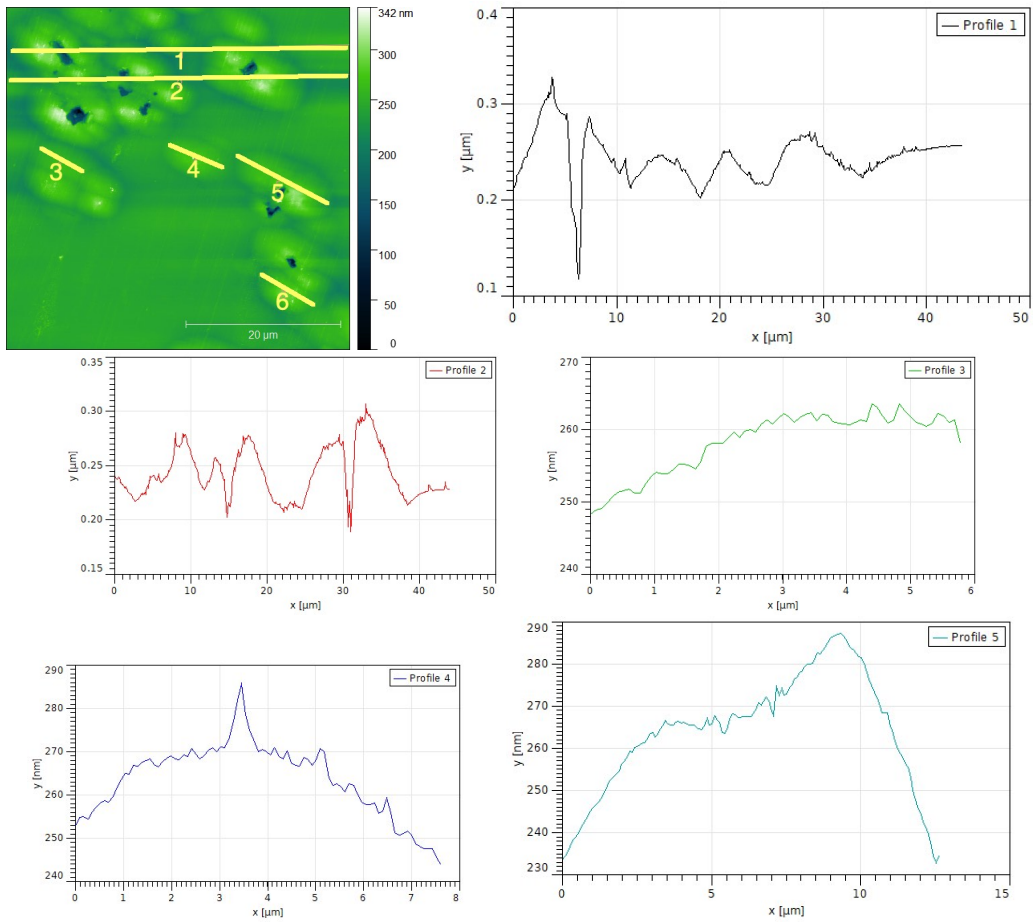 342 nm
300
250
200
150
100
50
0
1
2
3
4
5
6
20 µm
Profile 1
0.4
0.3
0.2
0.1
y [µm]
0 10 20 30 40 50
x [µm]
Profile 2
0.35
0.30
0.25
0.20
0.15
y [µm]
0 10 20 30 40 50
x [µm]
Profile 3
270
260
250
240
y [nm]
0 1 2 3 4 5 6
x [µm]
Profile 4
290
280
270
260
250
240
y [nm]
0 1 2 3 4 5 6 7 8
x [µm]
Profile 5
290
280
270
260
250
240
230
y [nm]
0 5 10 15
x [µm]